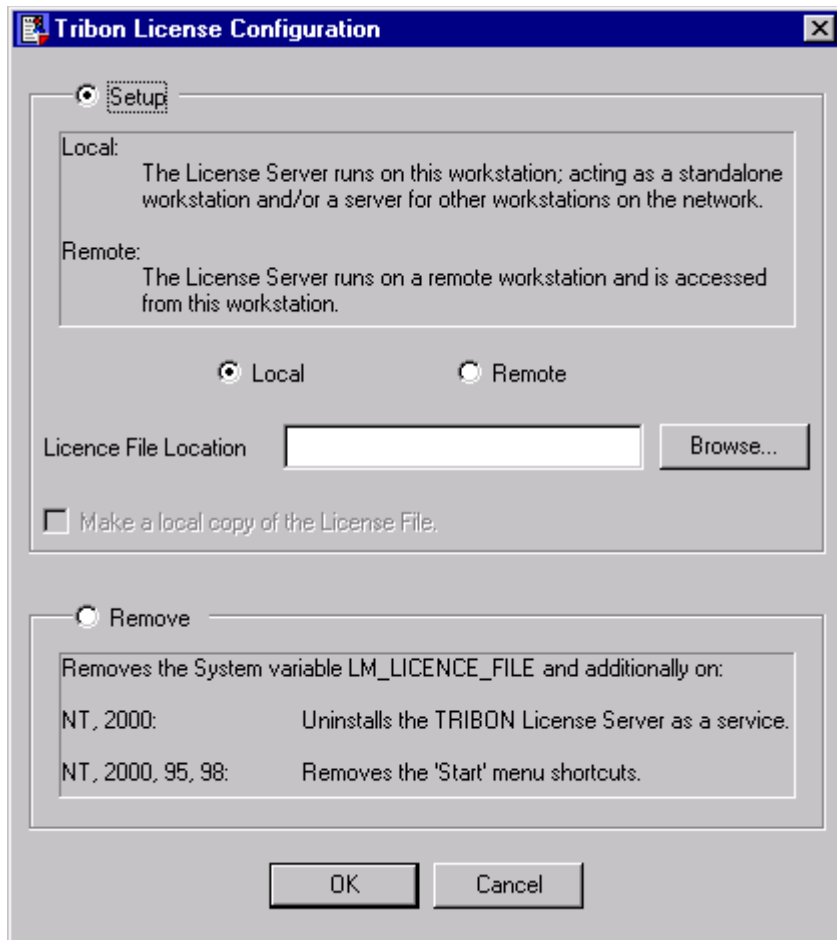 Tribon License Configuration
Setup
Local:
The License Server runs on this workstation; acting as a standalone
workstation and/or a server for other workstations on the network.
Remote:
The License Server runs on a remote workstation and is accessed
from this workstation.
Local
Remote
Licence File Location
Browse...
Make a local copy of the License File.
Remove
Removes the System variable LM_LICENCE_FILE and additionally on:
NT, 2000: Uninstalls the TRIBON License Server as a service.
NT, 2000, 95, 98: Removes the 'Start' menu shortcuts.
OK
Cancel